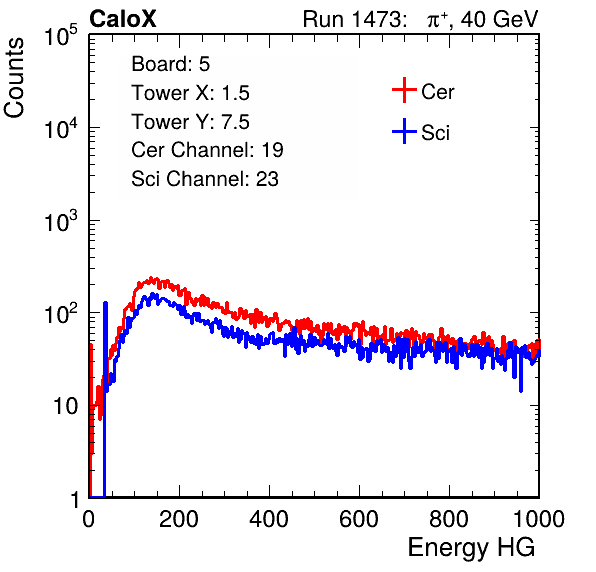 CaloX Run 1473: π⁺, 40 GeV
Counts
Board: 5
Tower X: 1.5
Tower Y: 7.5
Cer Channel: 19
Sci Channel: 23
Cer
Sci
10⁵
10⁴
10³
10²
10
1
0 200 400 600 800 1000
Energy HG